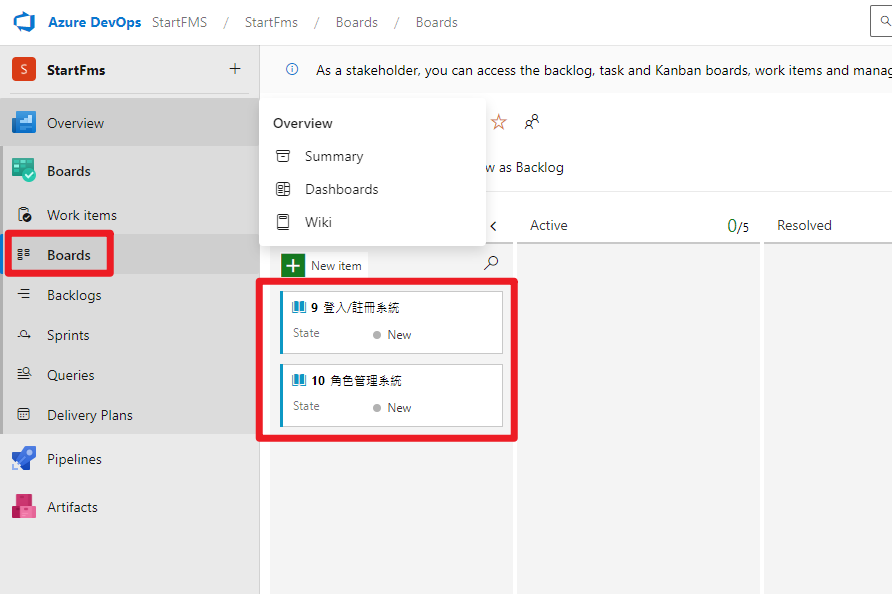 Azure DevOps StartFMS / StartFms / Boards / Boards
S StartFms +
As a stakeholder, you can access the backlog, task and Kanban boards, work items and manag
Overview
Boards
Work items
Boards
Backlogs
Sprints
Queries
Delivery Plans
Pipelines
Artifacts
Overview
Summary
Dashboards
Wiki
w as Backlog
Active 0/5
Resolved
New item
9 登入/註冊系統
State New
10 角色管理系統
State New